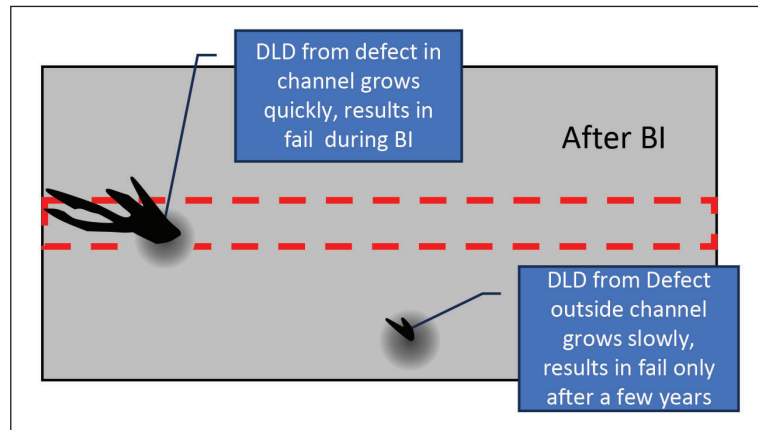 DLD from defect in
channel grows
quickly, results in
fail during BI
After BI
DLD from Defect
outside channel
grows slowly,
results in fail only
after a few years